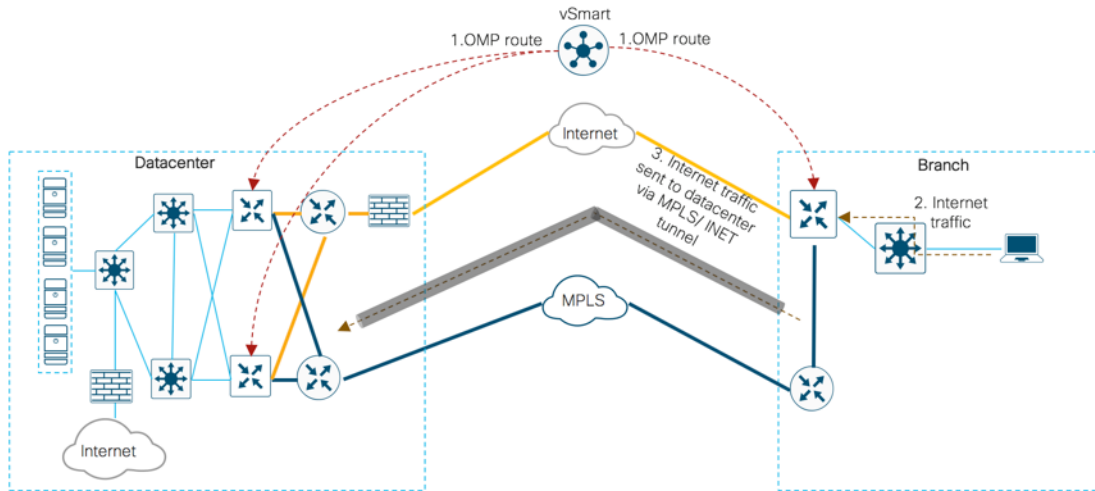 vSmart
1.OMP route
1.OMP route
Internet
Datacenter
Branch
3. Internet traffic
sent to datacenter
via MPLS/ INET
tunnel
2. Internet
traffic
MPLS
Internet